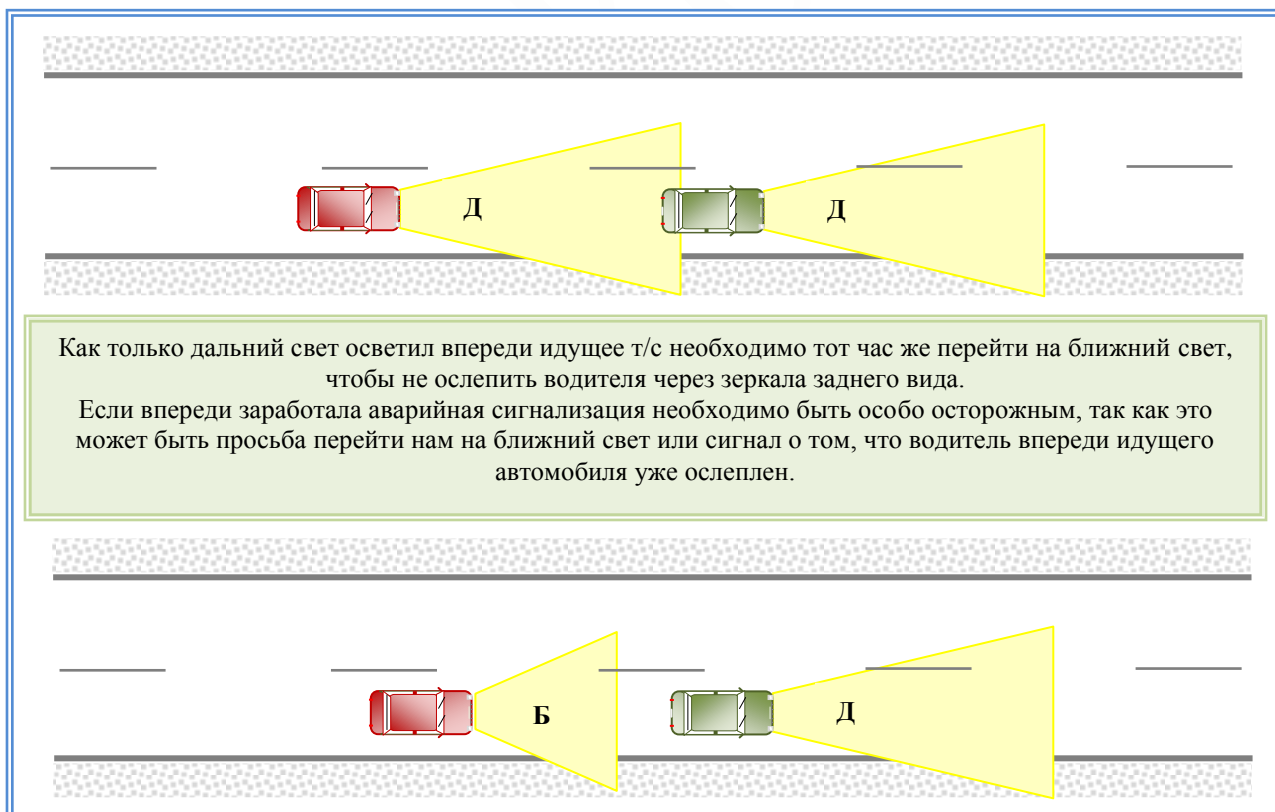 Д
Д
Как только дальний свет осветил впереди идущее т/с необходимо тот час же перейти на ближний свет,
чтобы не ослепить водителя через зеркала заднего вида.
Если впереди заработала аварийная сигнализация необходимо быть особо осторожным, так как это
может быть просьба перейти нам на ближний свет или сигнал о том, что водитель впереди идущего
автомобиля уже ослеплен.
Б
Д